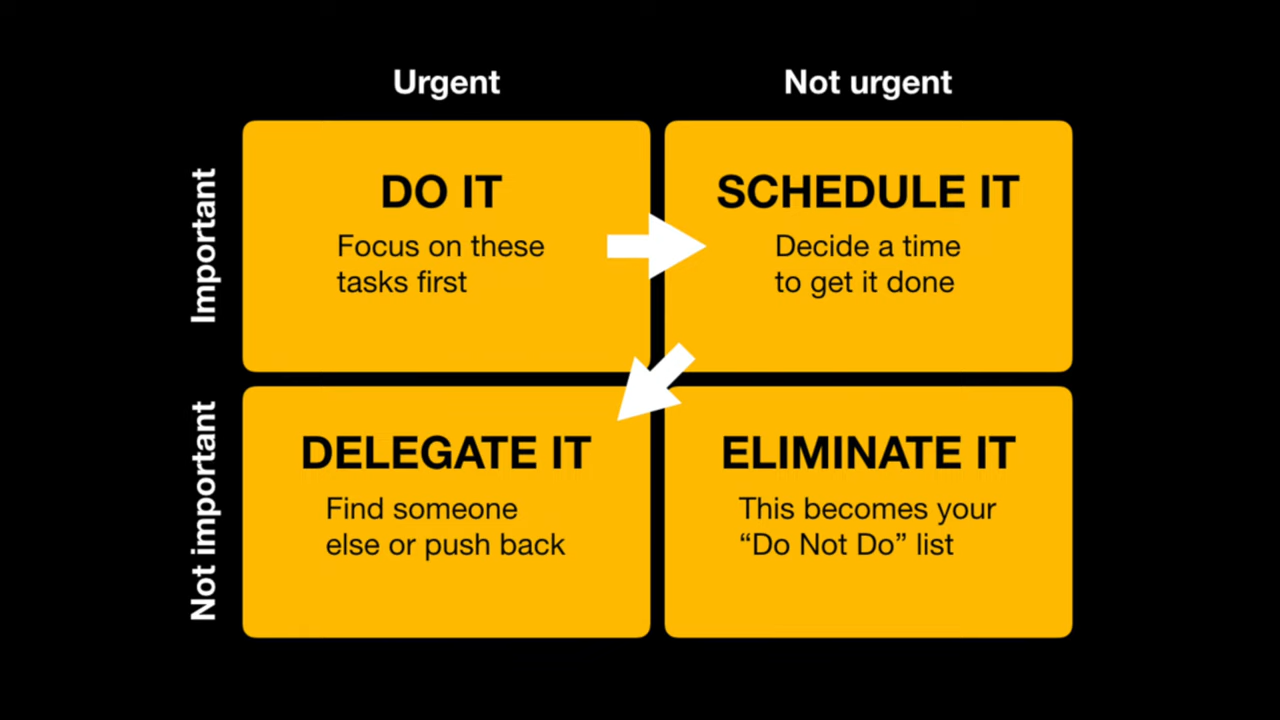 Urgent
Not urgent
Important
DO IT
Focus on these
tasks first
SCHEDULE IT
Decide a time
to get it done
Not important
DELEGATE IT
Find someone
else or push back
ELIMINATE IT
This becomes your
“Do Not Do” list